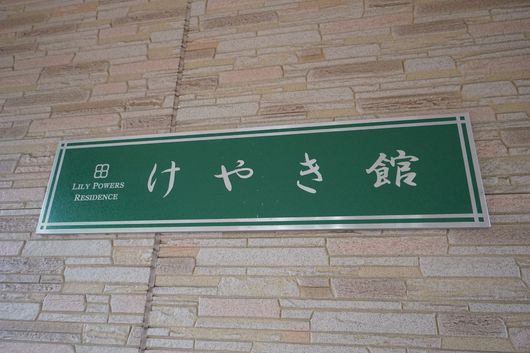 LILY POWERS
RESIDENCE
けやき館